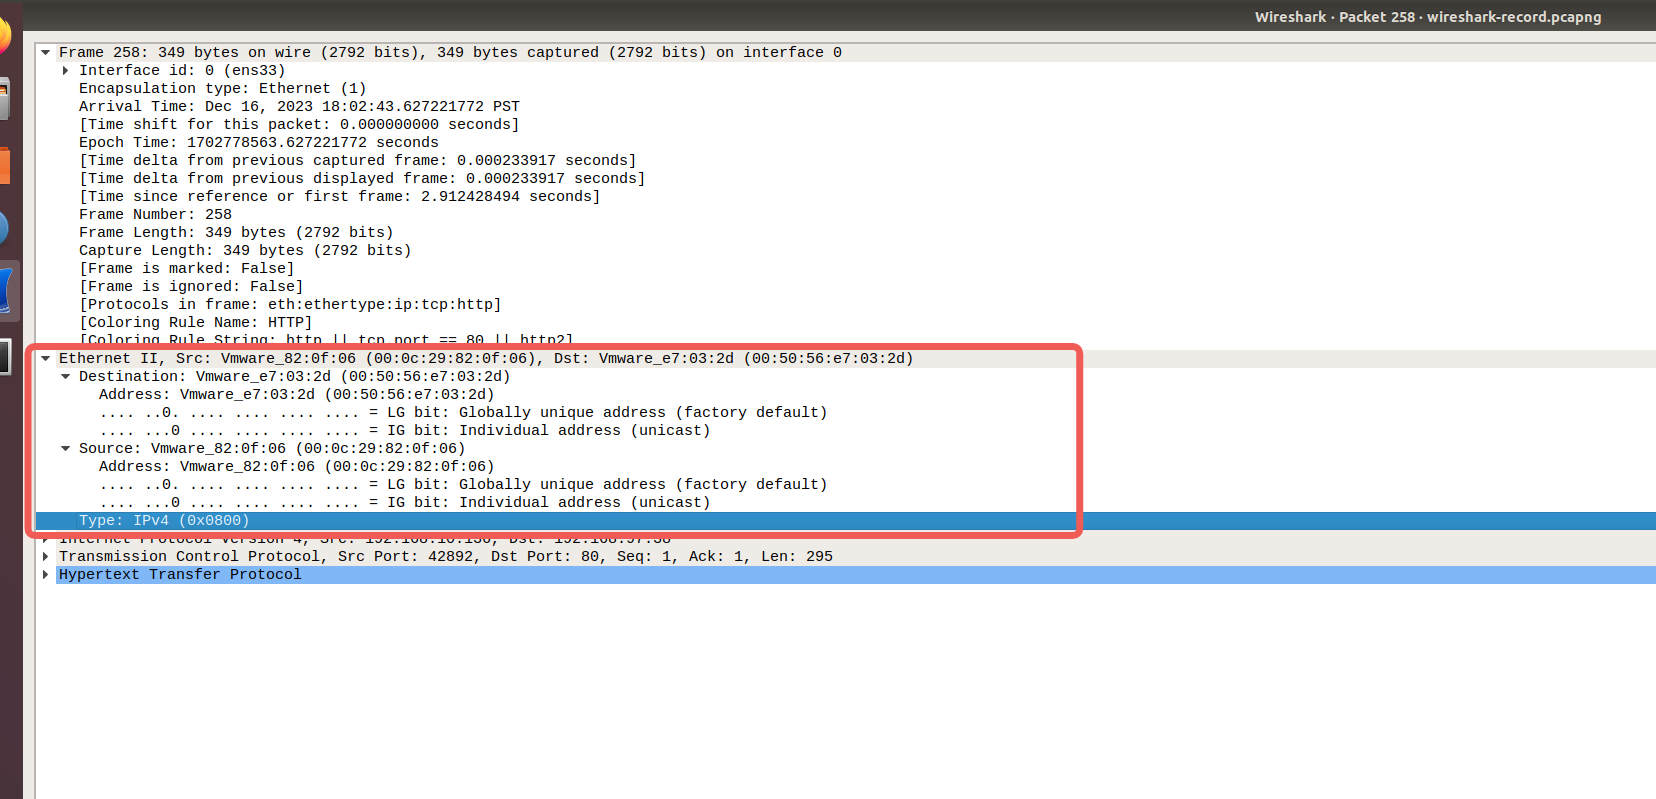 Wireshark · Packet 258 · wireshark-record.pcapng
Frame 258: 349 bytes on wire (2792 bits), 349 bytes captured (2792 bits) on interface 0
Interface id: 0 (ens33)
Encapsulation type: Ethernet (1)
Arrival Time: Dec 16, 2023 18:02:43.627221772 PST
[Time shift for this packet: 0.000000000 seconds]
Epoch Time: 1702778563.627221772 seconds
[Time delta from previous captured frame: 0.000233917 seconds]
[Time delta from previous displayed frame: 0.000233917 seconds]
[Time since reference or first frame: 2.912428494 seconds]
Frame Number: 258
Frame Length: 349 bytes (2792 bits)
Capture Length: 349 bytes (2792 bits)
[Frame is marked: False]
[Frame is ignored: False]
[Protocols in frame: eth:ethertype:ip:tcp:http]
[Coloring Rule Name: HTTP]
[Coloring Rule String: http || tcp.port == 80 || http2]
Ethernet II, Src: Vmware_82:0f:06 (00:0c:29:82:0f:06), Dst: Vmware_e7:03:2d (00:50:56:e7:03:2d)
Destination: Vmware_e7:03:2d (00:50:56:e7:03:2d)
Address: Vmware_e7:03:2d (00:50:56:e7:03:2d)
.... ..0. .... .... .... .... = LG bit: Globally unique address (factory default)
.... ...0 .... .... .... .... = IG bit: Individual address (unicast)
Source: Vmware_82:0f:06 (00:0c:29:82:0f:06)
Address: Vmware_82:0f:06 (00:0c:29:82:0f:06)
.... ..0. .... .... .... .... = LG bit: Globally unique address (factory default)
.... ...0 .... .... .... .... = IG bit: Individual address (unicast)
Type: IPv4 (0x0800)
Internet Protocol Version 4, Src: Dst:
Transmission Control Protocol, Src Port: 42892, Dst Port: 80, Seq: 1, Ack: 1, Len: 295
Hypertext Transfer Protocol